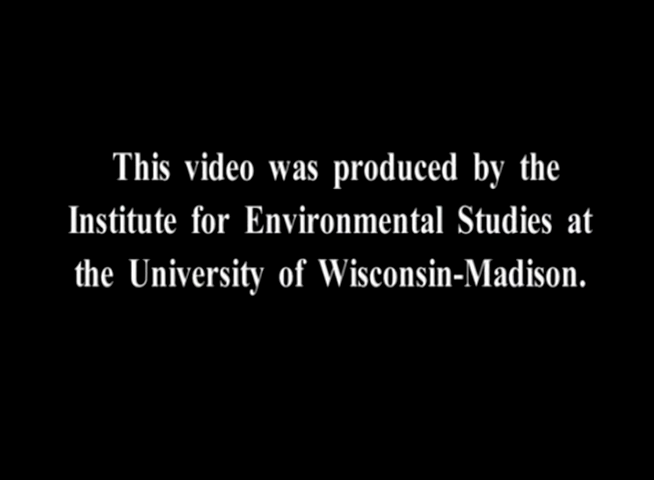 This video was produced by the
Institute for Environmental Studies at
the University of Wisconsin-Madison.